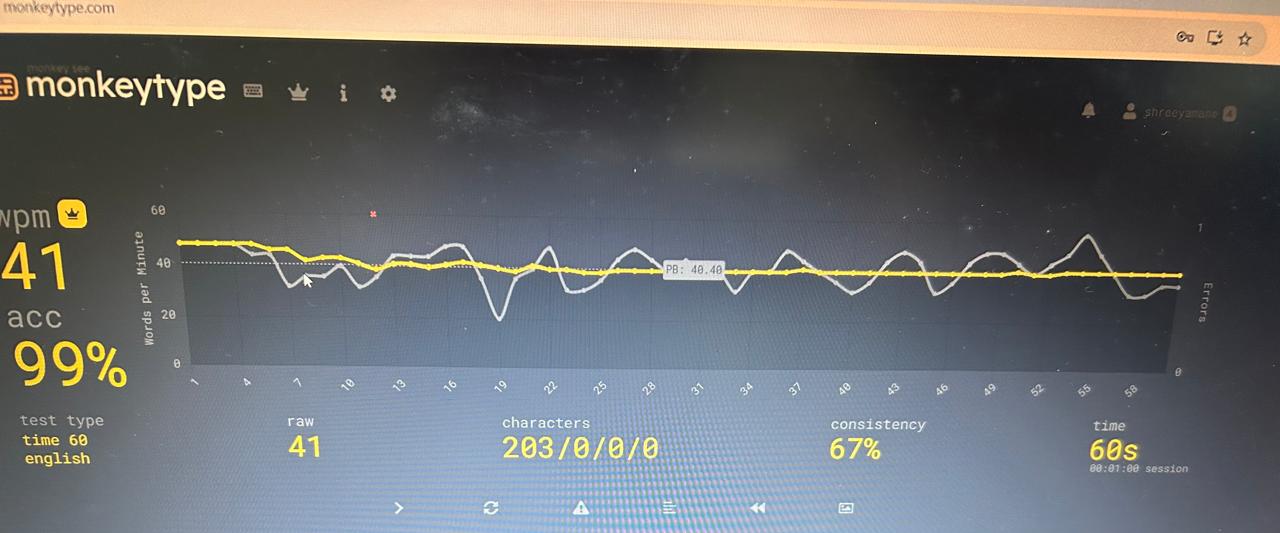 monkeytype.com
monkey see
monkeytype
shreeyamane 4
wpm
41
acc
99%
Words per Minute
60
40
20
0
PB: 40.40
1
Errors
0
1 4 7 10 13 16 19 22 25 28 31 34 37 40 43 46 49 52 55 58
test type
time 60
english
raw
41
characters
203/0/0/0
consistency
67%
time
60s
00:01:00 session